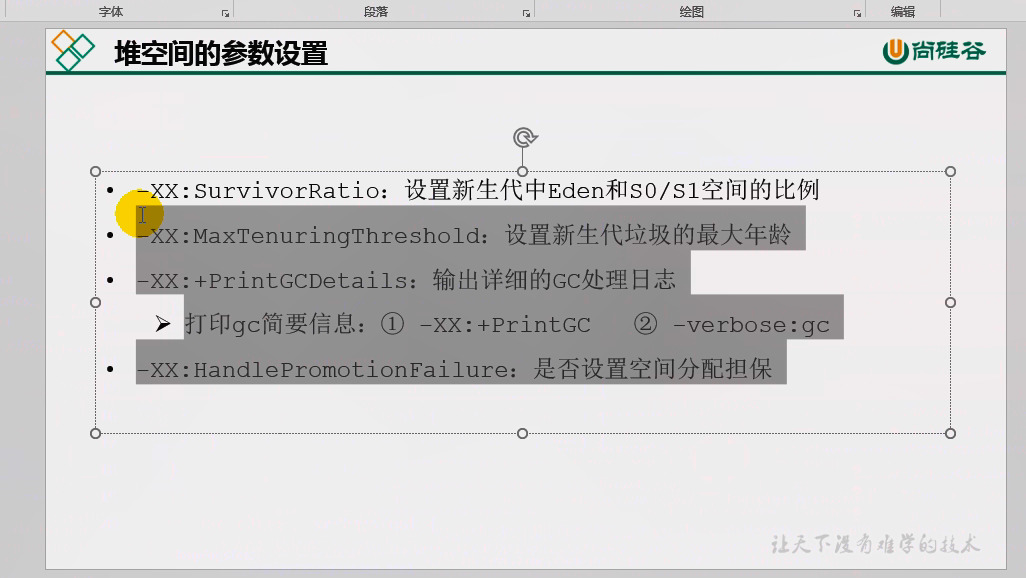 字体 段落 绘图 编辑
堆空间的参数设置 尚硅谷
• -XX:SurvivorRatio：设置新生代中Eden和S0/S1空间的比例
• -XX:MaxTenuringThreshold：设置新生代垃圾的最大年龄
• -XX:+PrintGCDetails：输出详细的GC处理日志
➢ 打印gc简要信息：① -XX:+PrintGC ② -verbose:gc
• -XX:HandlePromotionFailure：是否设置空间分配担保
让天下没有难学的技术